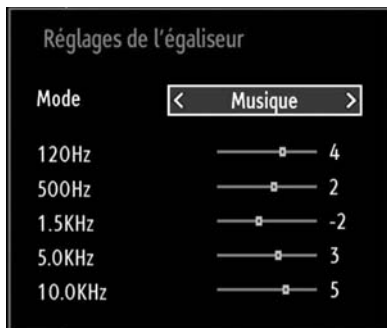 Réglages de l'égaliseur
Mode < Musique >
120Hz 4
500Hz 2
1.5KHz -2
5.0KHz 3
10.0KHz 5